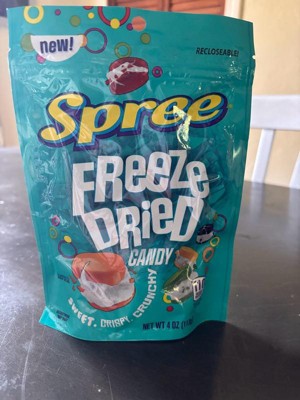 new!
RECLOSEABLE!
Spree
FREEZE
DRIED
CANDY
SWEET. CRISPY. CRUNCHY
NET WT 4 OZ